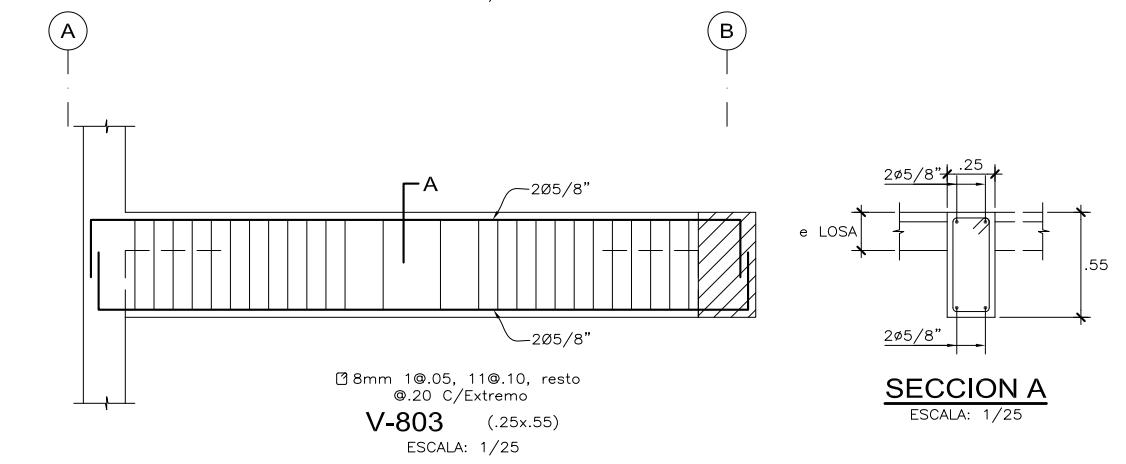 A
B
A
2Ø5/8"
2Ø5/8"
8mm 1@.05, 11@.10, resto
@.20 C/Extremo
V-803 (.25x.55)
ESCALA: 1/25
.25
2ø5/8"
e LOSA
.55
2ø5/8"
SECCION A
ESCALA: 1/25